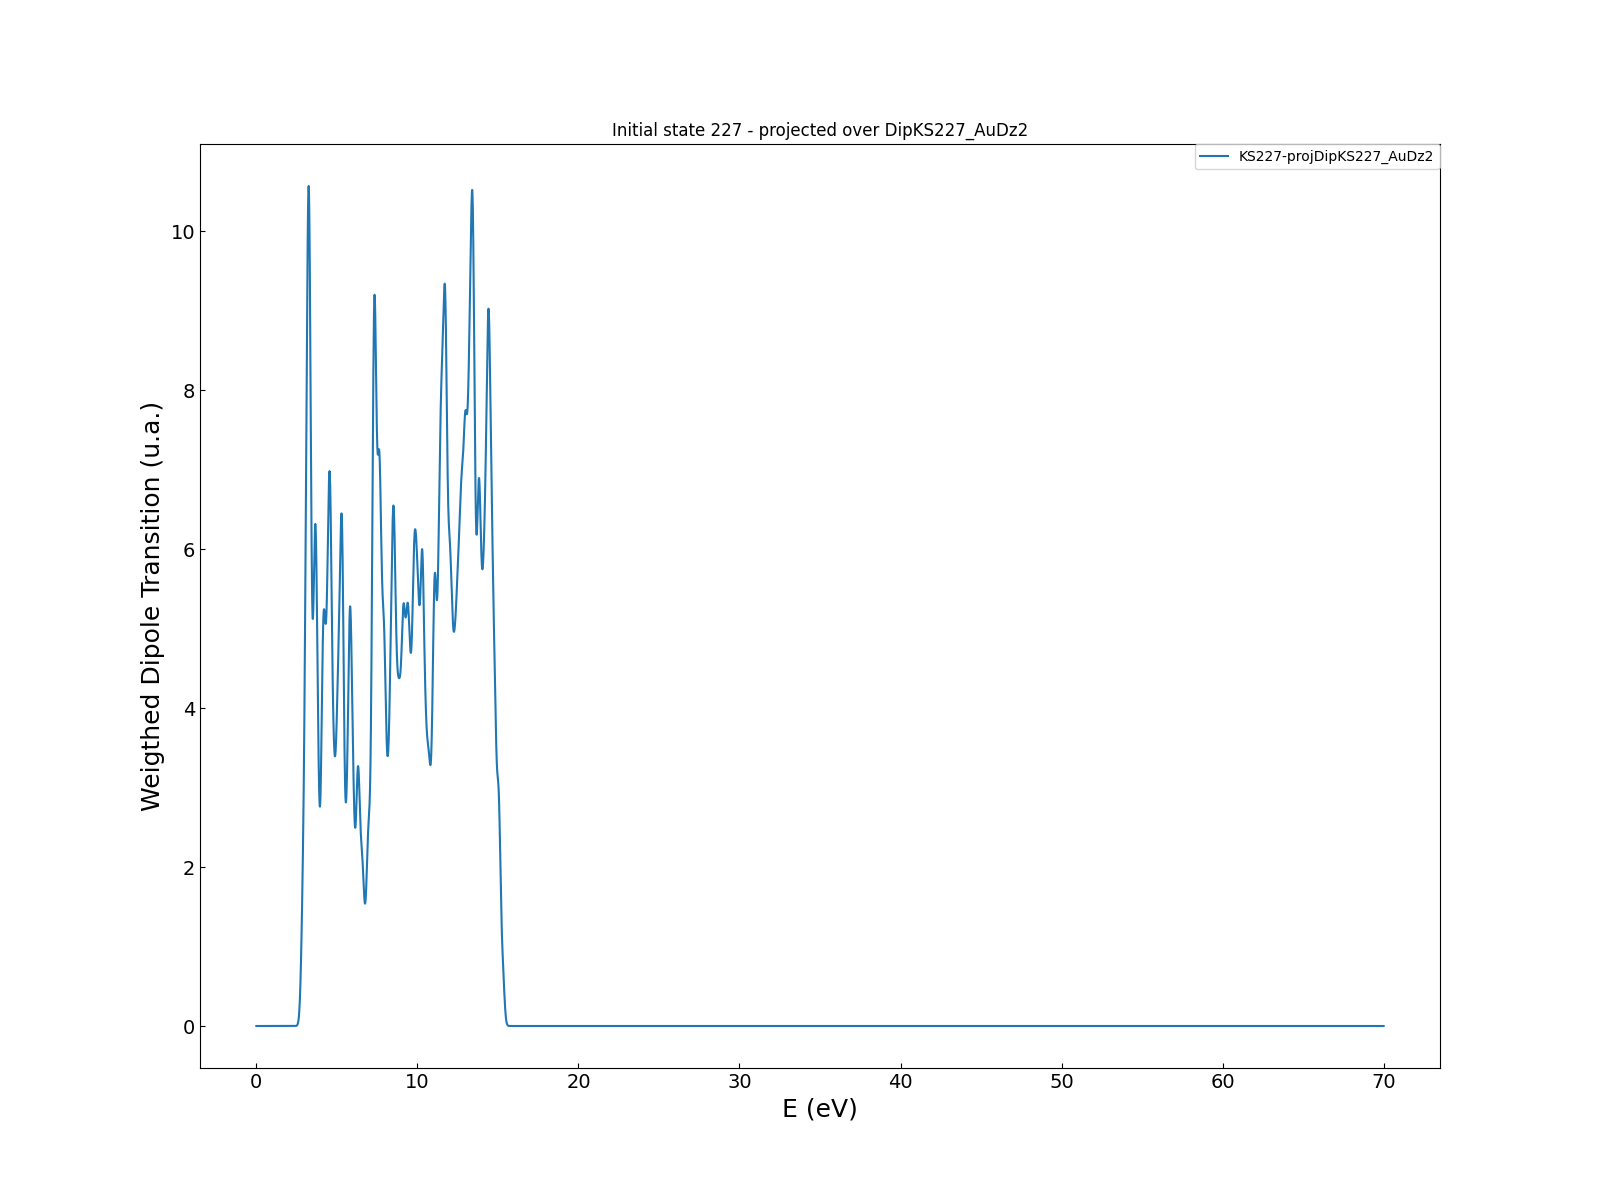 Initial state 227 - projected over DipKS227_AuDz2
KS227-projDipKS227_AuDz2
Weigthed Dipole Transition (u.a.)
10
8
6
4
2
0
0 10 20 30 40 50 60 70
E (eV)